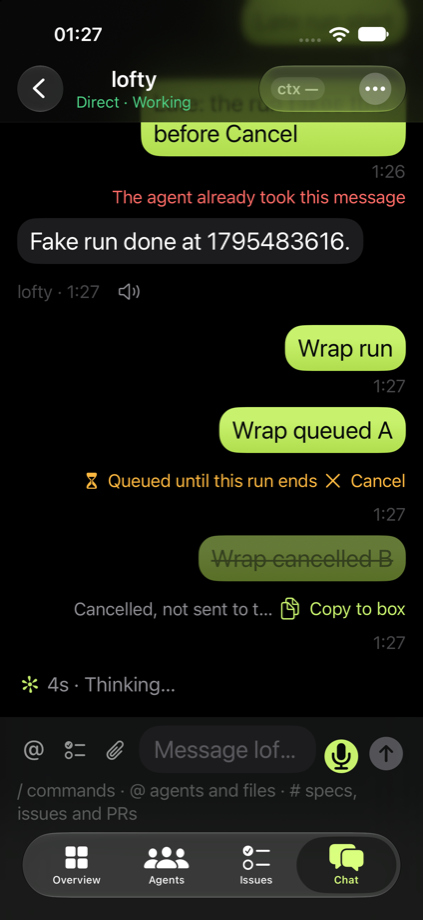 01:27
lofty
Direct · Working
ctx —
before Cancel
1:26
The agent already took this message
Fake run done at 1795483616.
lofty · 1:27
Wrap run
1:27
Wrap queued A
Queued until this run ends × Cancel
1:27
Wrap cancelled B
Cancelled, not sent to t... Copy to box
1:27
4s · Thinking...
@ Message lof...
/ commands · @ agents and files · # specs,
issues and PRs
Overview Agents Issues Chat